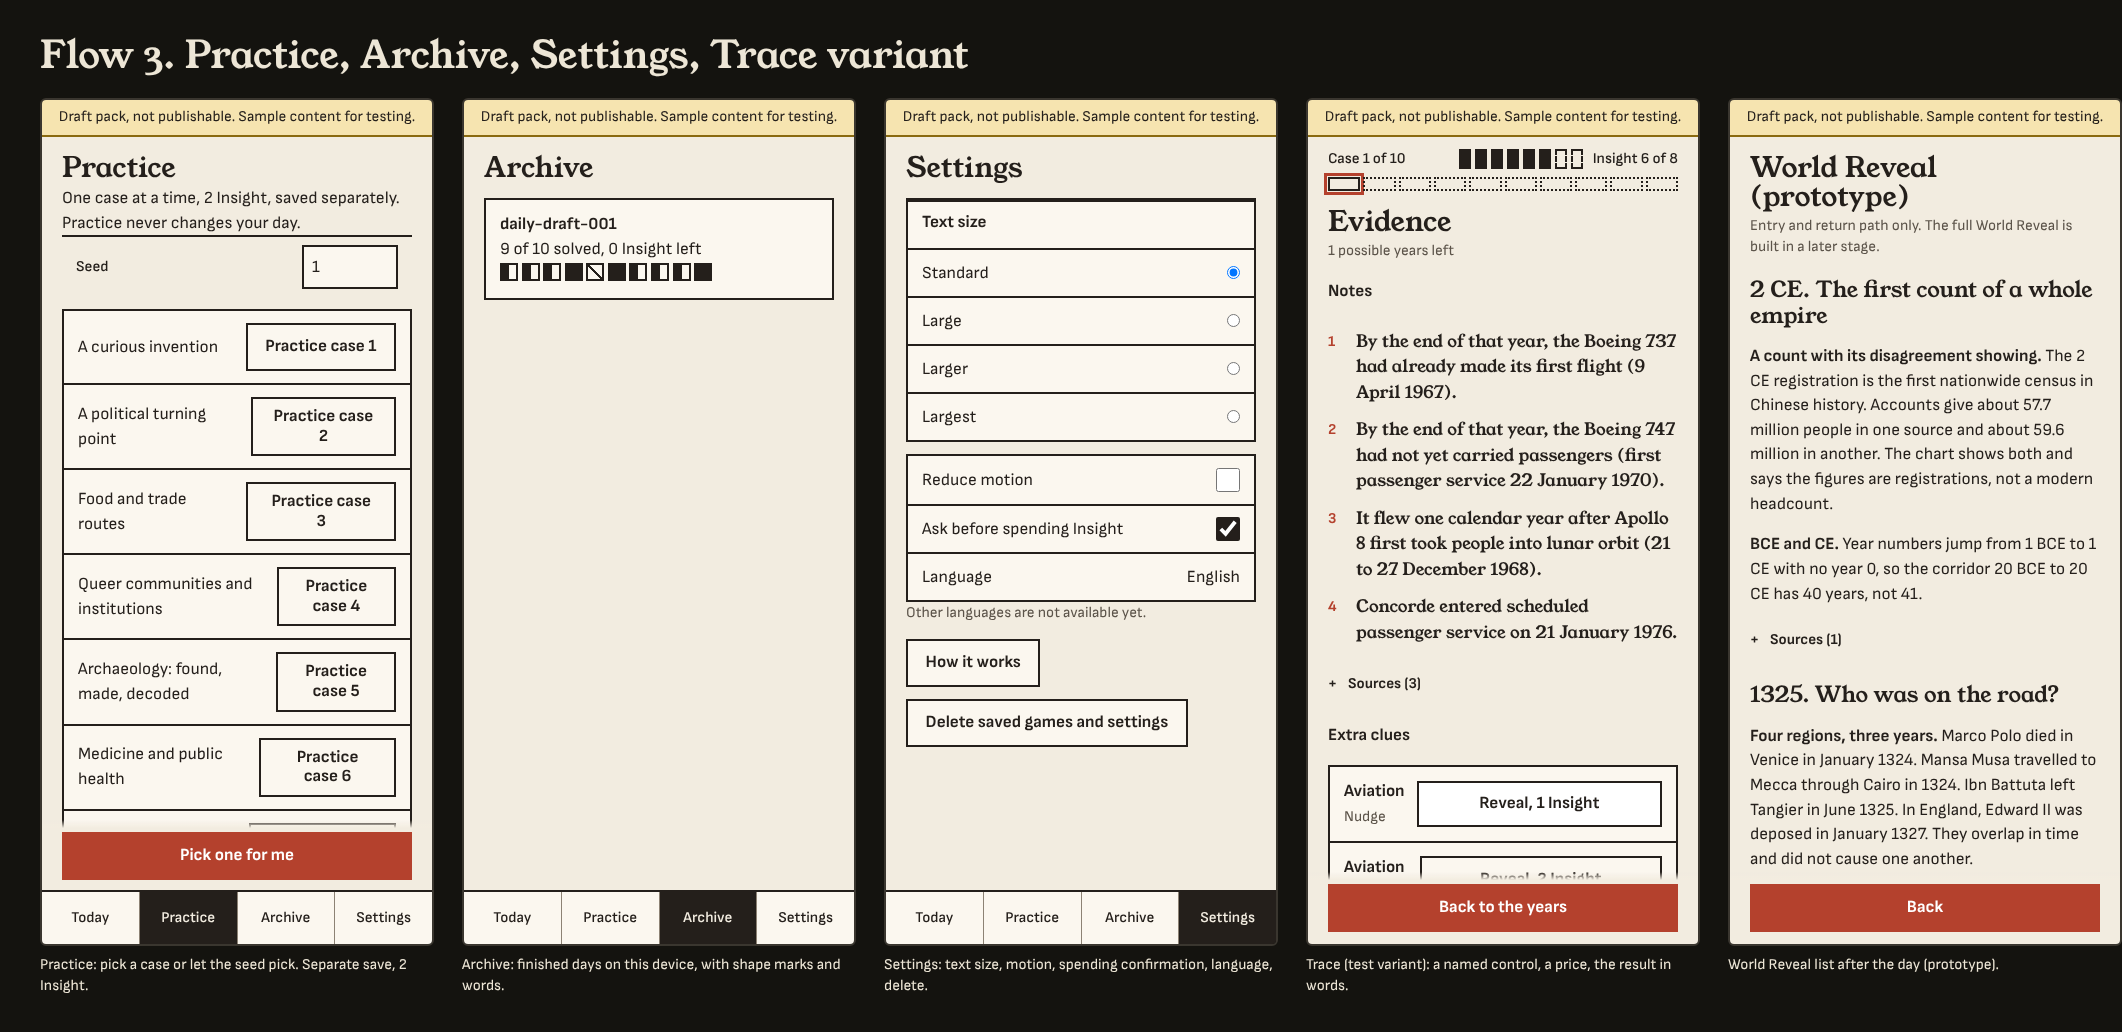 Flow 3. Practice, Archive, Settings, Trace variant
Draft pack, not publishable. Sample content for testing.
Practice
One case at a time, 2 Insight, saved separately.
Practice never changes your day.
Seed
1
A curious invention
Practice case 1
A political turning
point
Practice case
2
Food and trade
routes
Practice case
3
Queer communities and
institutions
Practice
case 4
Archaeology: found,
made, decoded
Practice
case 5
Medicine and public
health
Practice
case 6
Pick one for me
Today
Practice
Archive
Settings
Practice: pick a case or let the seed pick. Separate save, 2
Insight.
Draft pack, not publishable. Sample content for testing.
Archive
daily-draft-001
9 of 10 solved, 0 Insight left
Today
Practice
Archive
Settings
Archive: finished days on this device, with shape marks and
words.
Draft pack, not publishable. Sample content for testing.
Settings
Text size
Standard
Large
Larger
Largest
Reduce motion
Ask before spending Insight
Language
English
Other languages are not available yet.
How it works
Delete saved games and settings
Today
Practice
Archive
Settings
Settings: text size, motion, spending confirmation, language,
delete.
Draft pack, not publishable. Sample content for testing.
Case 1 of 10
Insight 6 of 8
Evidence
1 possible years left
Notes
1 By the end of that year, the Boeing 737
had already made its first flight (9
April 1967).
2 By the end of that year, the Boeing 747
had not yet carried passengers (first
passenger service 22 January 1970).
3 It flew one calendar year after Apollo
8 first took people into lunar orbit (21
to 27 December 1968).
4 Concorde entered scheduled
passenger service on 21 January 1976.
+ Sources (3)
Extra clues
Aviation
Nudge
Reveal, 1 Insight
Aviation
Reveal, 2 Insight
Back to the years
Trace (test variant): a named control, a price, the result in
words.
Draft pack, not publishable. Sample content for testing.
World Reveal
(prototype)
Entry and return path only. The full World Reveal is
built in a later stage.
2 CE. The first count of a whole
empire
A count with its disagreement showing. The 2
CE registration is the first nationwide census in
Chinese history. Accounts give about 57.7
million people in one source and about 59.6
million in another. The chart shows both and
says the figures are registrations, not a modern
headcount.
BCE and CE. Year numbers jump from 1 BCE to 1
CE with no year 0, so the corridor 20 BCE to 20
CE has 40 years, not 41.
+ Sources (1)
1325. Who was on the road?
Four regions, three years. Marco Polo died in
Venice in January 1324. Mansa Musa travelled to
Mecca through Cairo in 1324. Ibn Battuta left
Tangier in June 1325. In England, Edward II was
deposed in January 1327. They overlap in time
and did not cause one another.
Back
World Reveal list after the day (prototype).